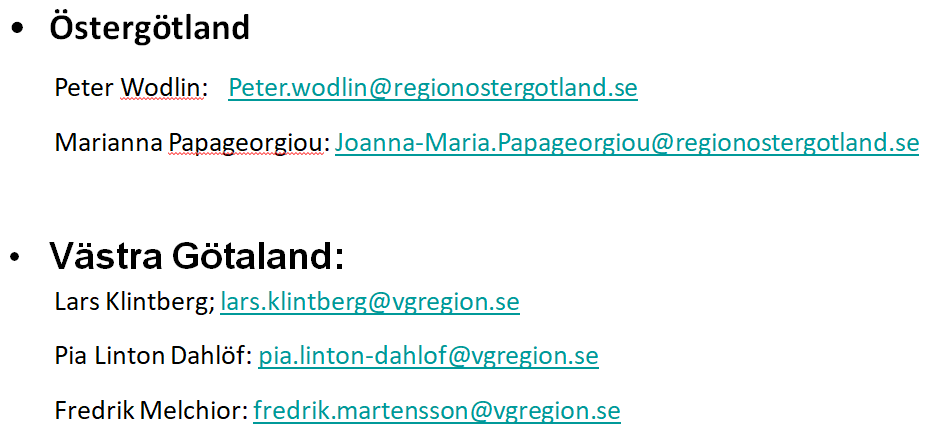 • Östergötland
Peter Wodlin: Peter.wodlin@regionostergotland.se
Marianna Papageorgiou: Joanna-Maria.Papageorgiou@regionostergotland.se
• Västra Götaland:
Lars Klintberg; lars.klintberg@vgregion.se
Pia Linton Dahlöf: pia.linton-dahlof@vgregion.se
Fredrik Melchior: fredrik.martensson@vgregion.se